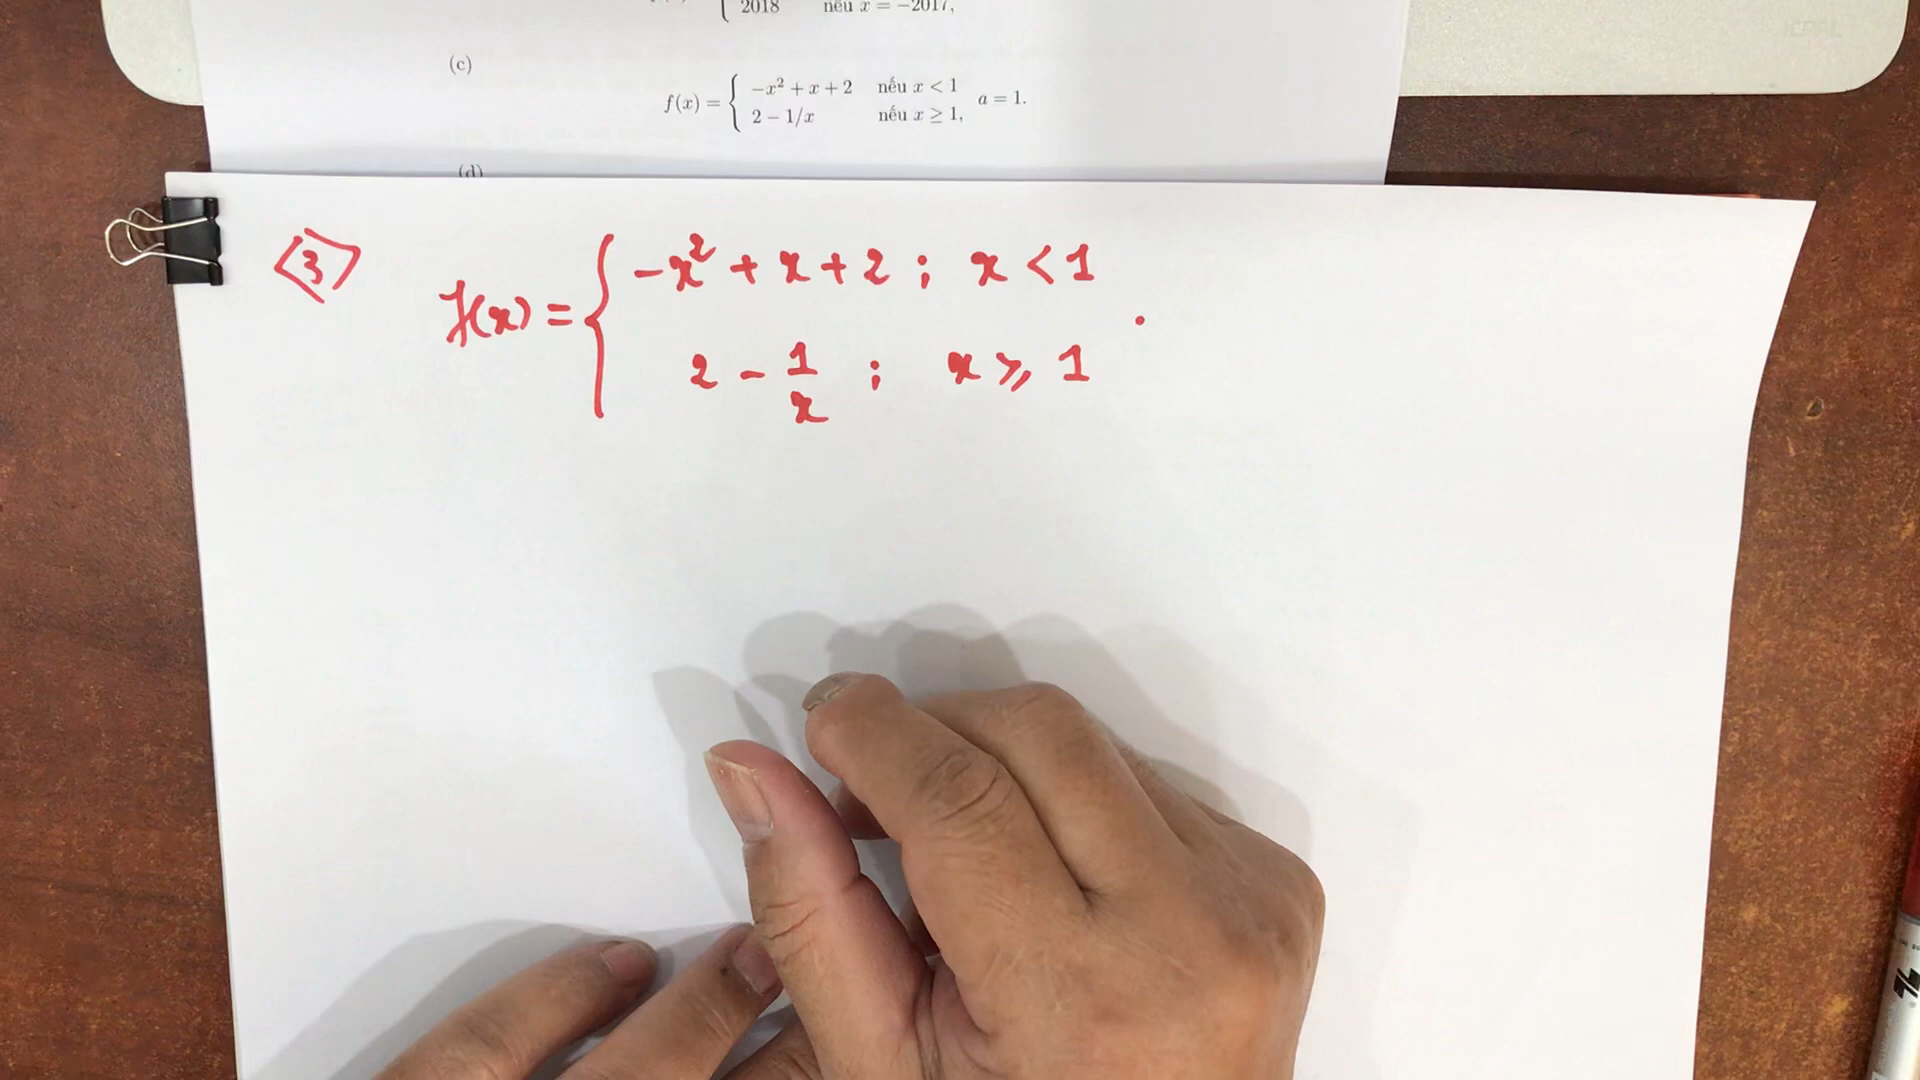 2018 nếu x = −2017,
(c)
f(x) = { −x² + x + 2 nếu x < 1
2 − 1/x nếu x ≥ 1, a = 1.
(d)
⟨3⟩
f(x) = { −x² + x + 2 ; x < 1
2 − 1/x ; x ⩾ 1 .